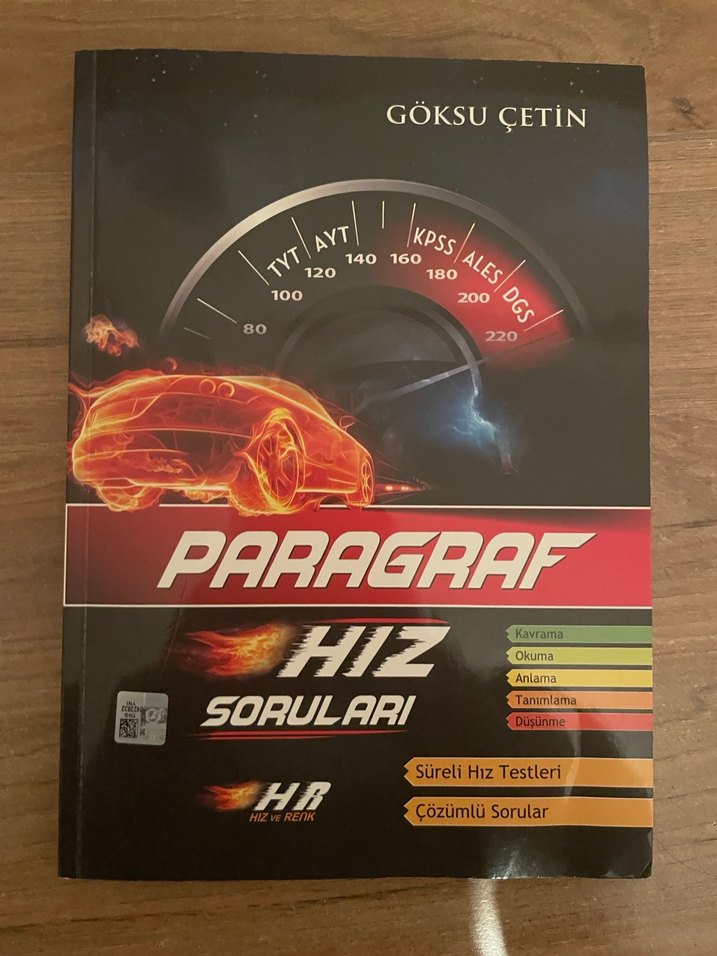 GÖKSU ÇETİN
TYT AYT KPSS ALES DGS
80 100 120 140 160 180 200 220
PARAGRAF
HIZ
SORULARI
Kavrama
Okuma
Anlama
Tanımlama
Düşünme
Süreli Hız Testleri
Çözümlü Sorular
HR
HIZ VE RENK